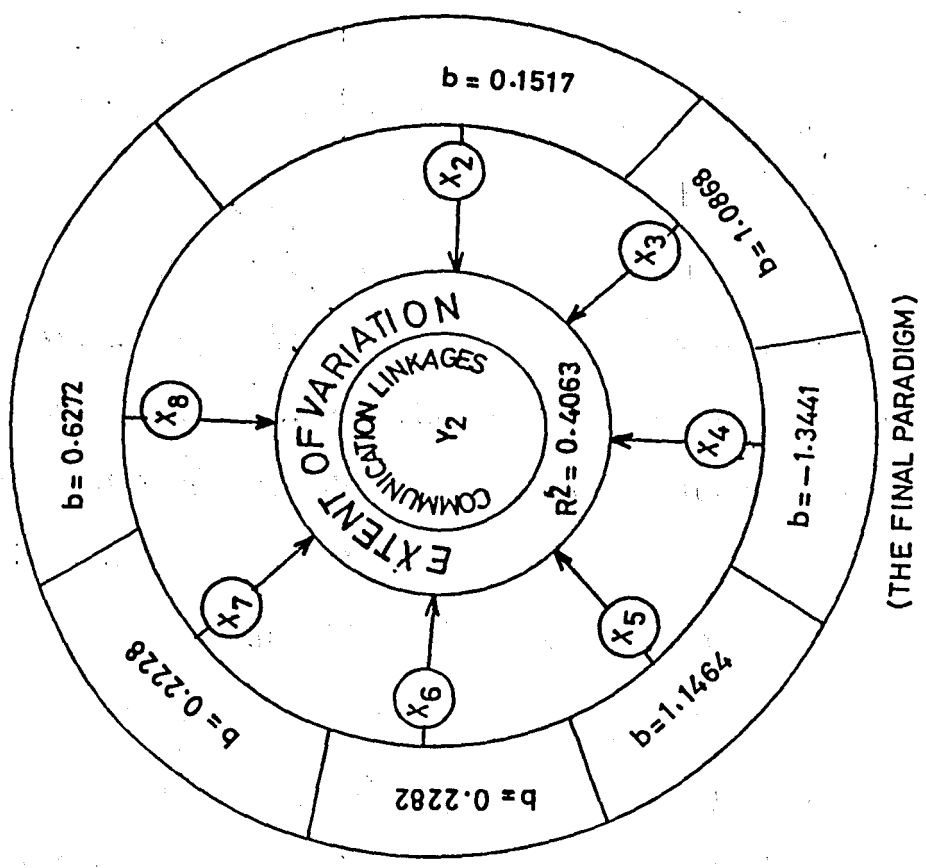 b = 0.1517
b = 1.0868
b = -1.3441
b = 1.1464
b = 0.2282
b = 0.2228
b = 0.6272
X2
X3
X4
X5
X6
X7
X8
EXTENT OF VARIATION
COMMUNICATION LINKAGES
Y2
R² = 0.4063
(THE FINAL PARADIGM)